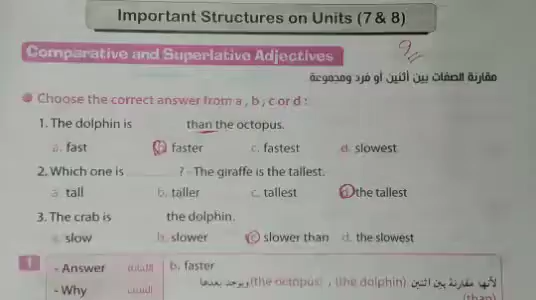 Important Structures on Units (7 & 8)
Comparative and Superlative Adjectives
مقارنة الصفات بين أثنين أو فرد ومجموعة
Choose the correct answer from a , b , c or d :
1. The dolphin is than the octopus.
a. fast b. faster c. fastest d. slowest
2. Which one is ............ ? - The giraffe is the tallest.
a. tall b. taller c. tallest d. the tallest
3. The crab is the dolphin.
a. slow b. slower c. slower than d. the slowest
1 - Answer الإجابة b. faster
- Why السبب لأنها مقارنة بين أثنين (the octopus) , (the dolphin) ويوجد بعدها
(than)